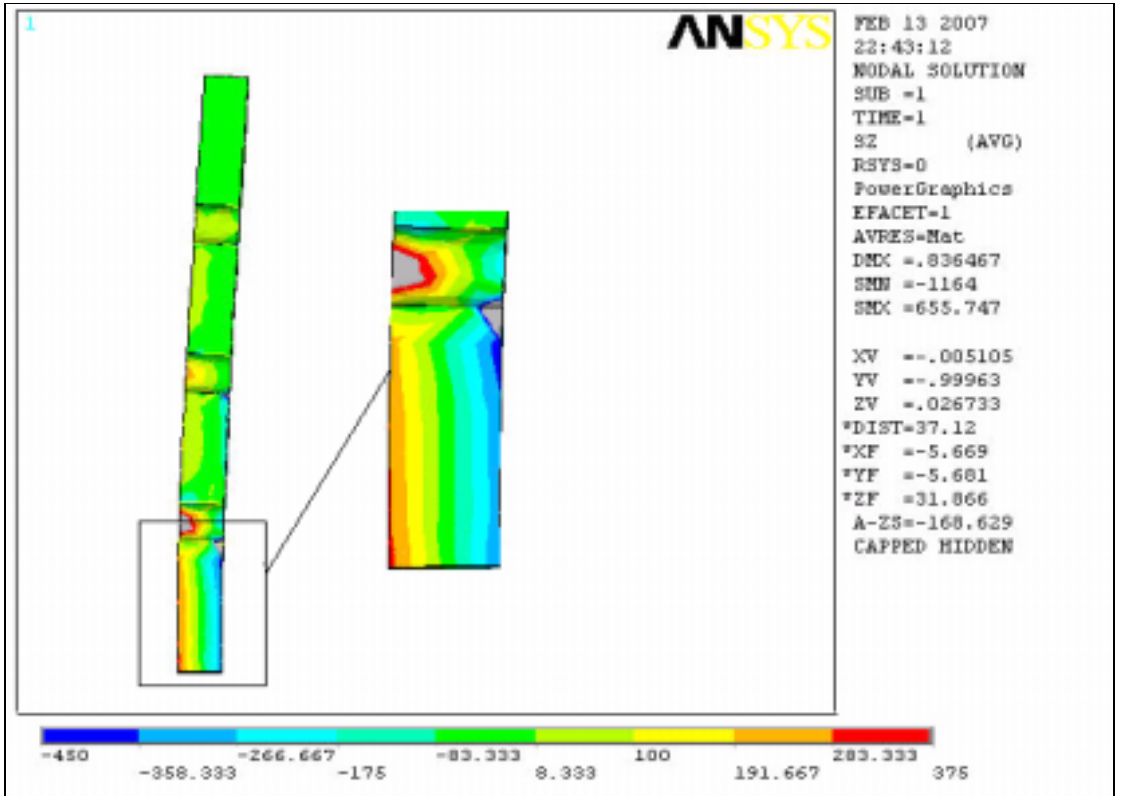 1
ANSYS
FEB 13 2007
22:43:12
NODAL SOLUTION
SUB =1
TIME=1
SZ (AVG)
RSYS=0
PowerGraphics
EFACET=1
AVRES=Mat
DMX =.836467
SMN =-1164
SMX =655.747
XV =-.005105
YV =-.99963
ZV =.026733
*DIST=37.12
*XF =-5.669
*YF =-5.681
*ZF =31.866
A-ZS=-168.629
CAPPED HIDDEN
-450 -266.667 -83.333 100 283.333
-358.333 -175 8.333 191.667 375